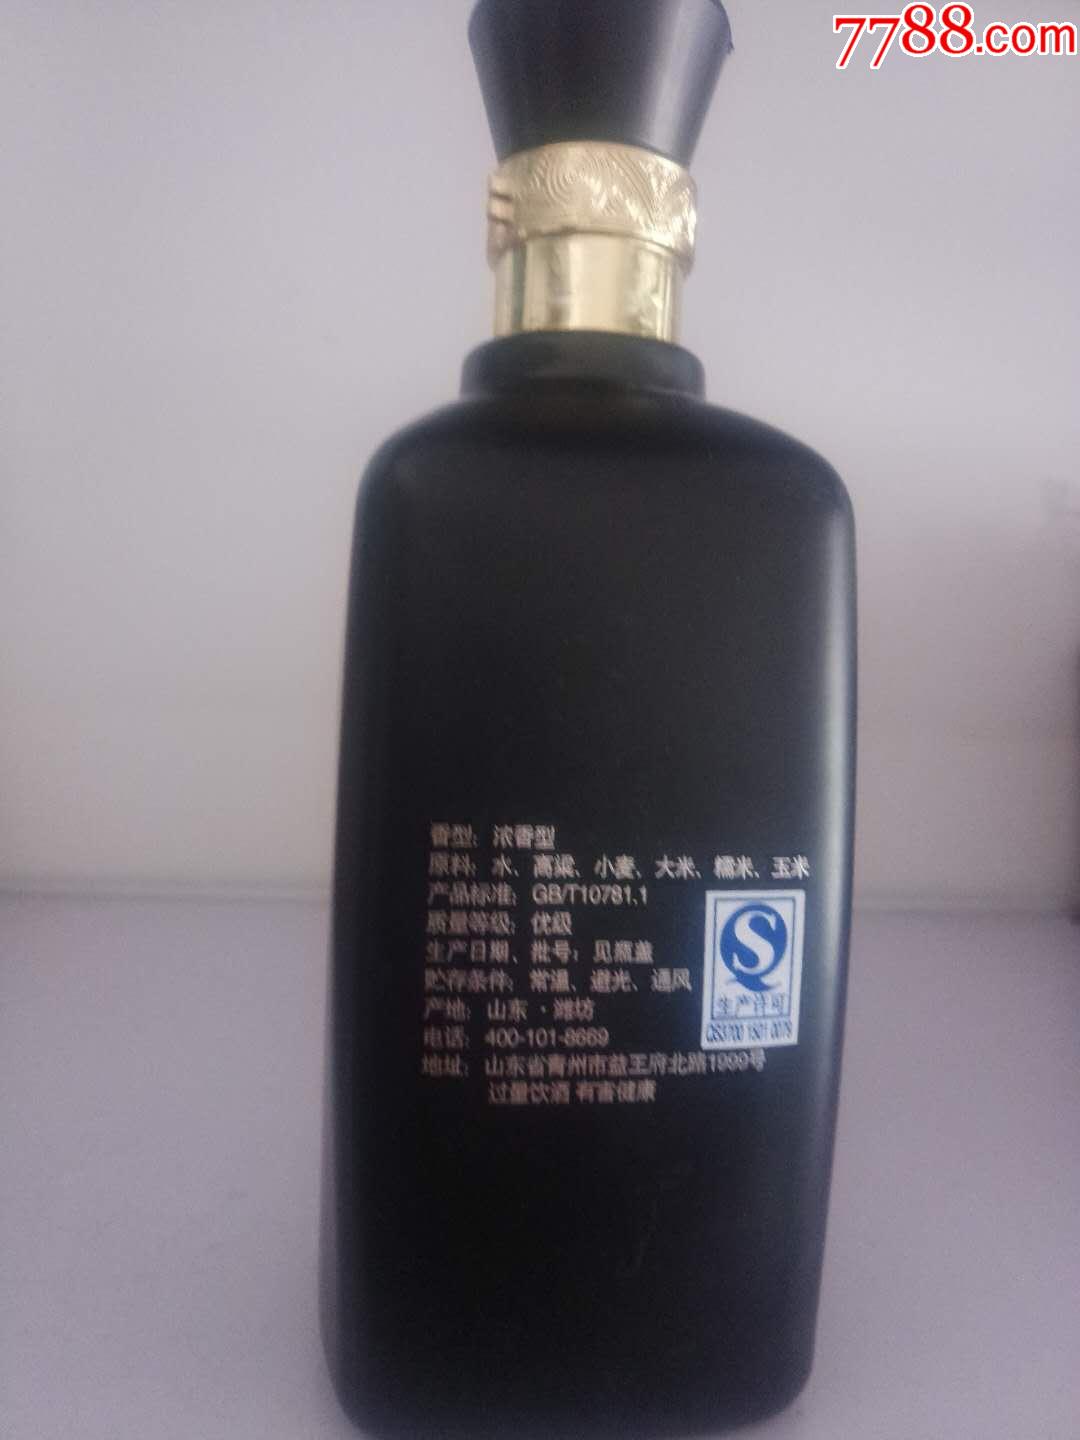 7788.com
香型：浓香型
原料：水、高粱、小麦、大米、糯米、玉米
产品标准：GB/T10781.1
质量等级：优级
生产日期、批号：见瓶盖
贮存条件：常温、避光、通风
产地：山东·潍坊
电话：400-101-8669
地址：山东省青州市益王府北路1999号
过量饮酒 有害健康
S
生产许可
QS3700 1501 0079